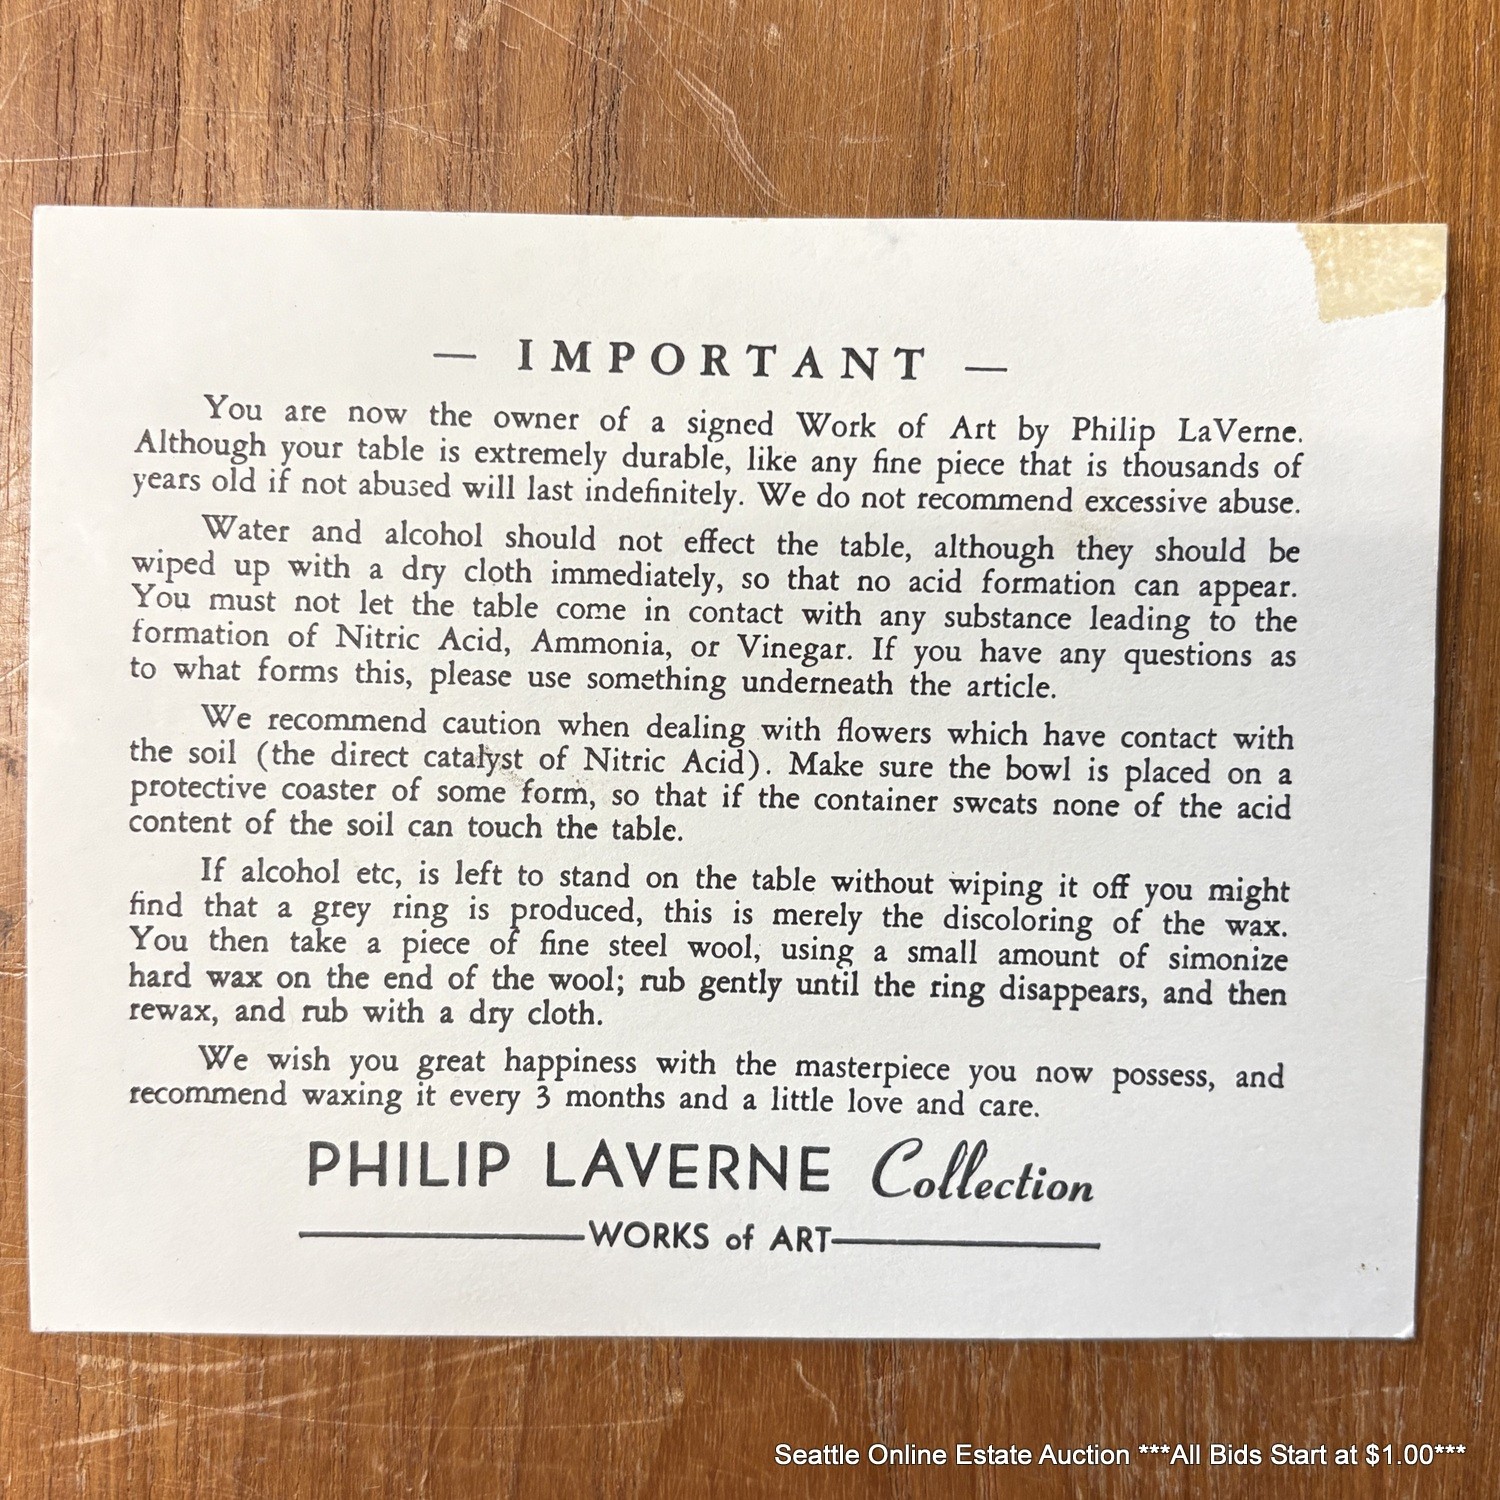 — IMPORTANT —
You are now the owner of a signed Work of Art by Philip LaVerne.
Although your table is extremely durable, like any fine piece that is thousands of
years old if not abused will last indefinitely. We do not recommend excessive abuse.
Water and alcohol should not effect the table, although they should be
wiped up with a dry cloth immediately, so that no acid formation can appear.
You must not let the table come in contact with any substance leading to the
formation of Nitric Acid, Ammonia, or Vinegar. If you have any questions as
to what forms this, please use something underneath the article.
We recommend caution when dealing with flowers which have contact with
the soil (the direct catalyst of Nitric Acid). Make sure the bowl is placed on a
protective coaster of some form, so that if the container sweats none of the acid
content of the soil can touch the table.
If alcohol etc, is left to stand on the table without wiping it off you might
find that a grey ring is produced, this is merely the discoloring of the wax.
You then take a piece of fine steel wool, using a small amount of simonize
hard wax on the end of the wool; rub gently until the ring disappears, and then
rewax, and rub with a dry cloth.
We wish you great happiness with the masterpiece you now possess, and
recommend waxing it every 3 months and a little love and care.
PHILIP LAVERNE Collection
WORKS of ART
Seattle Online Estate Auction ***All Bids Start at $1.00***